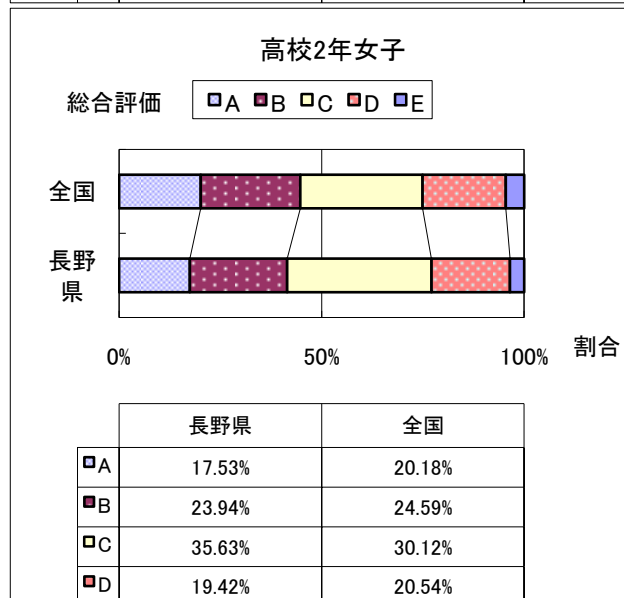 高校2年女子
総合評価 A B C D E
全国
長野
県
0% 50% 100% 割合
長野県 全国
A 17.53% 20.18%
B 23.94% 24.59%
C 35.63% 30.12%
D 19.42% 20.54%